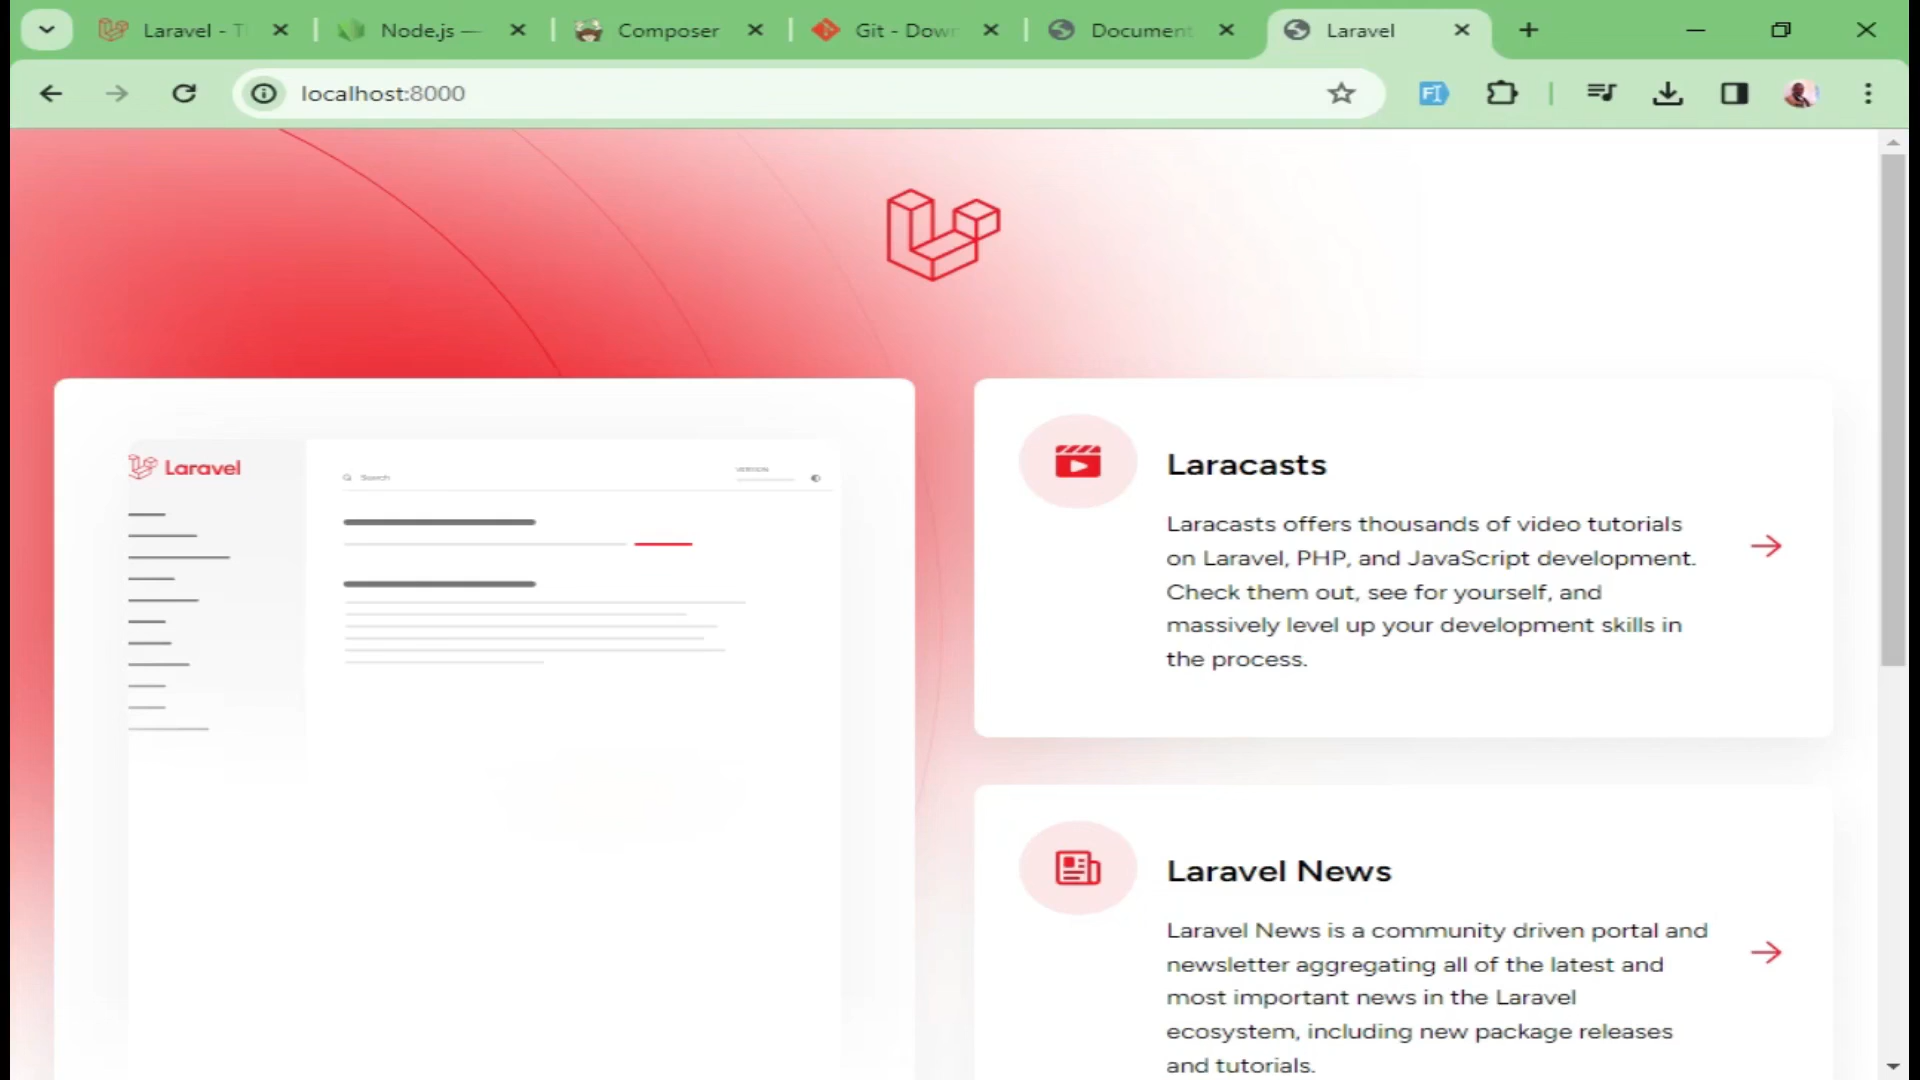 Laravel - T
Node.js —
Composer
Git - Dow
Document
Laravel
localhost:8000
Laravel
Search
VERSION
Laracasts
Laracasts offers thousands of video tutorials
on Laravel, PHP, and JavaScript development.
Check them out, see for yourself, and
massively level up your development skills in
the process.
Laravel News
Laravel News is a community driven portal and
newsletter aggregating all of the latest and
most important news in the Laravel
ecosystem, including new package releases
and tutorials.